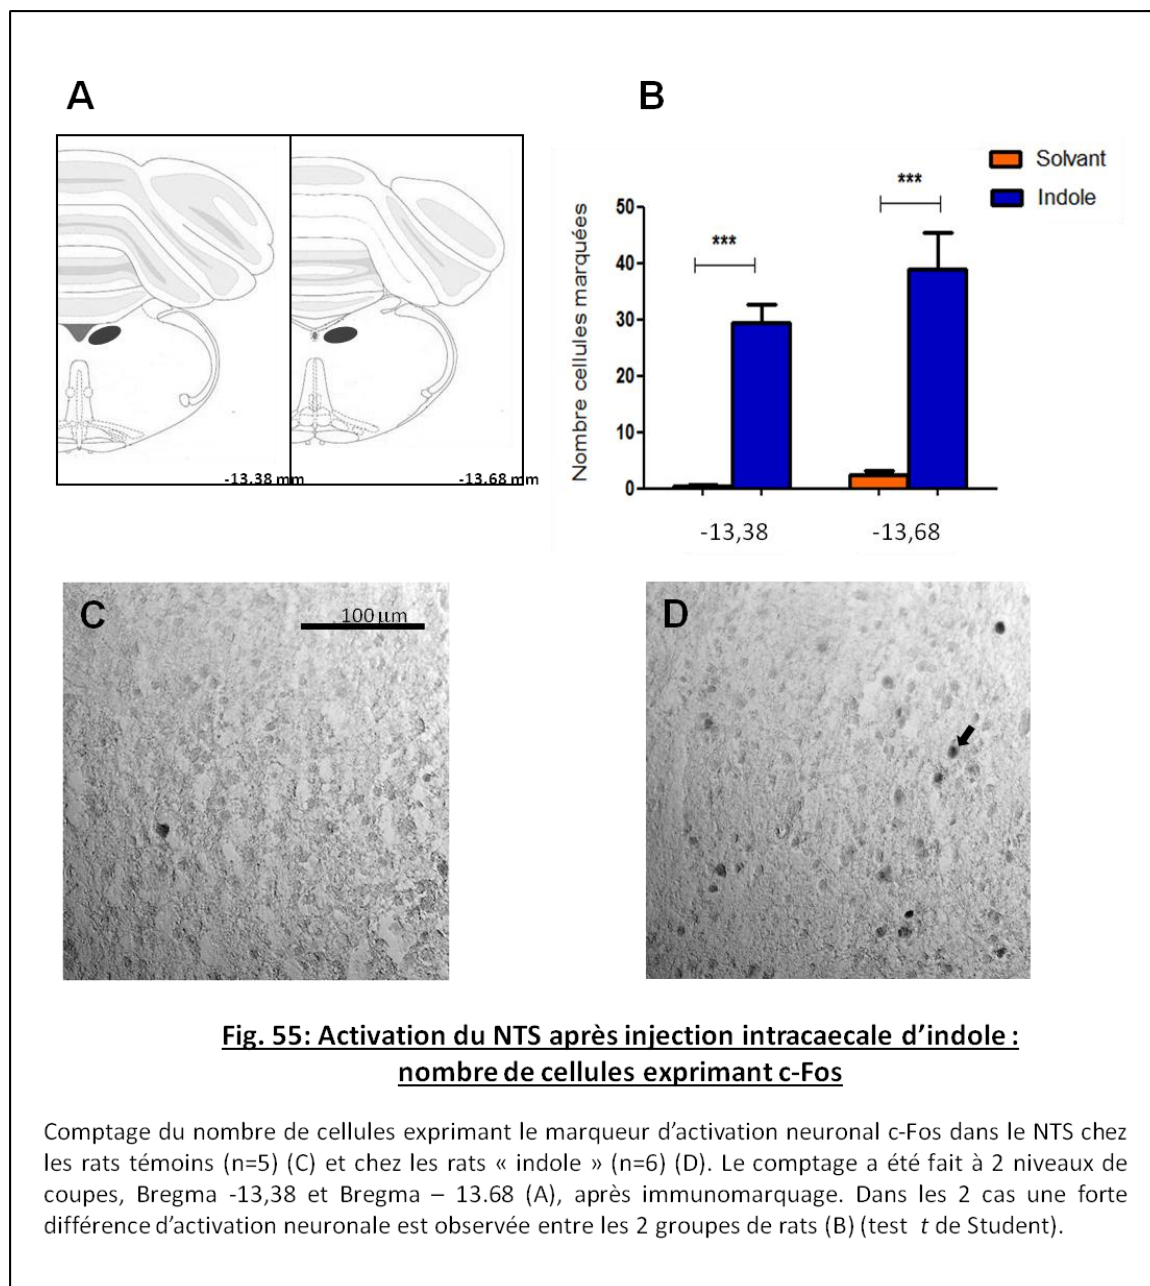 A
B
Solvant
Indole
***
***
Nombre cellules marquées
50
40
30
20
10
0
-13,38
-13,68
-13.38 mm
-13.68 mm
C
100 µm
D
Fig. 55: Activation du NTS après injection intracaecale d’indole :
nombre de cellules exprimant c-Fos
Comptage du nombre de cellules exprimant le marqueur d’activation neuronal c-Fos dans le NTS chez
les rats témoins (n=5) (C) et chez les rats « indole » (n=6) (D). Le comptage a été fait à 2 niveaux de
coupes, Bregma -13,38 et Bregma – 13.68 (A), après immunomarquage. Dans les 2 cas une forte
différence d’activation neuronale est observée entre les 2 groupes de rats (B) (test t de Student).